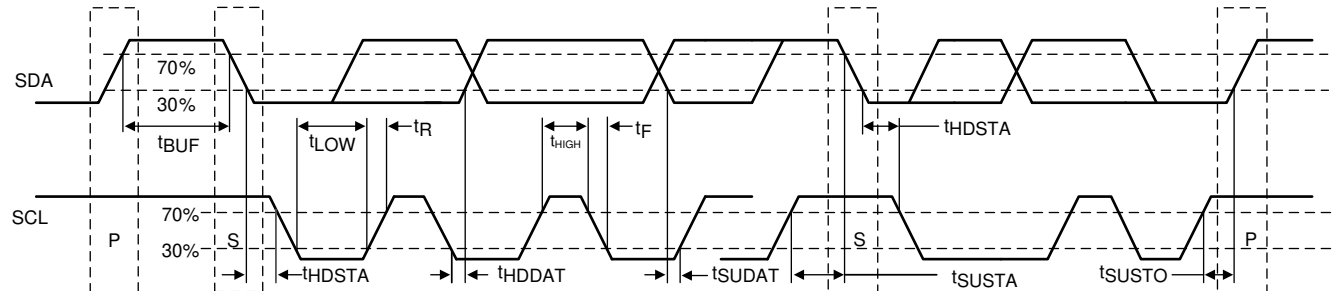 SDA
70%
30%
tBUF
tLOW
tR
tHIGH
tF
tHDSTA
SCL
70%
30%
P
S
S
P
tHDSTA
tHDDAT
tSUDAT
tSUSTA
tSUSTO